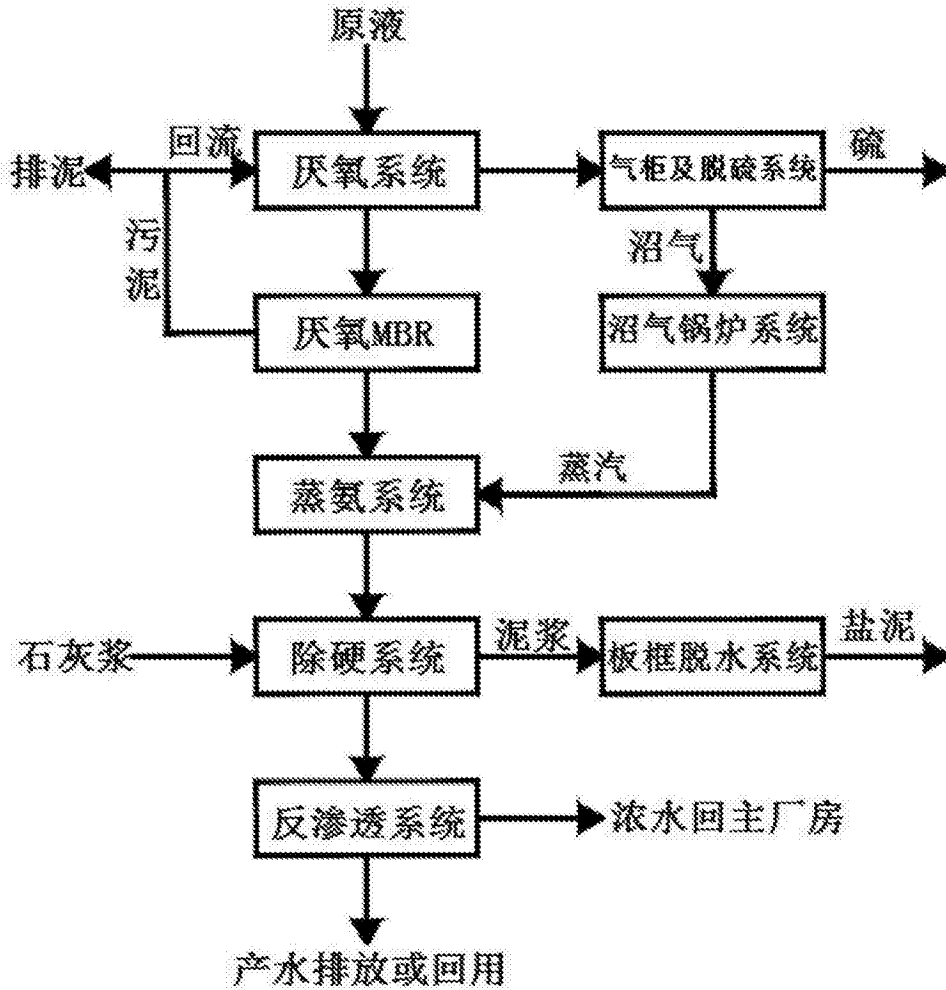 原液
排泥
回流
厌氧系统
气柜及脱硫系统
硫
污泥
沼气
厌氧MBR
沼气锅炉系统
蒸氨系统
蒸汽
石灰浆
除硬系统
泥浆
板框脱水系统
盐泥
反渗透系统
浓水回主厂房
产水排放或回用